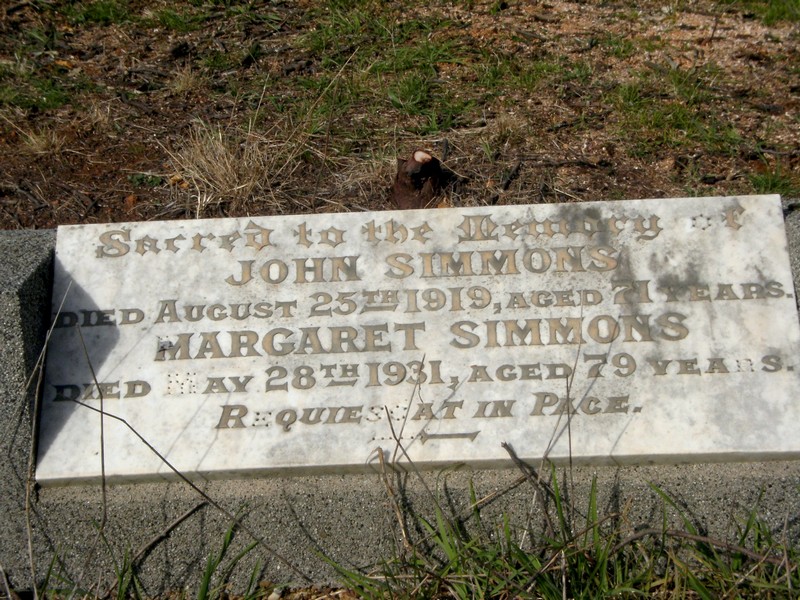 Sacred to the Memory of
JOHN SIMMONS
DIED AUGUST 25TH 1919, AGED 71 YEARS.
MARGARET SIMMONS
DIED MAY 28TH 1931, AGED 79 YEARS.
REQUIESCAT IN PACE.